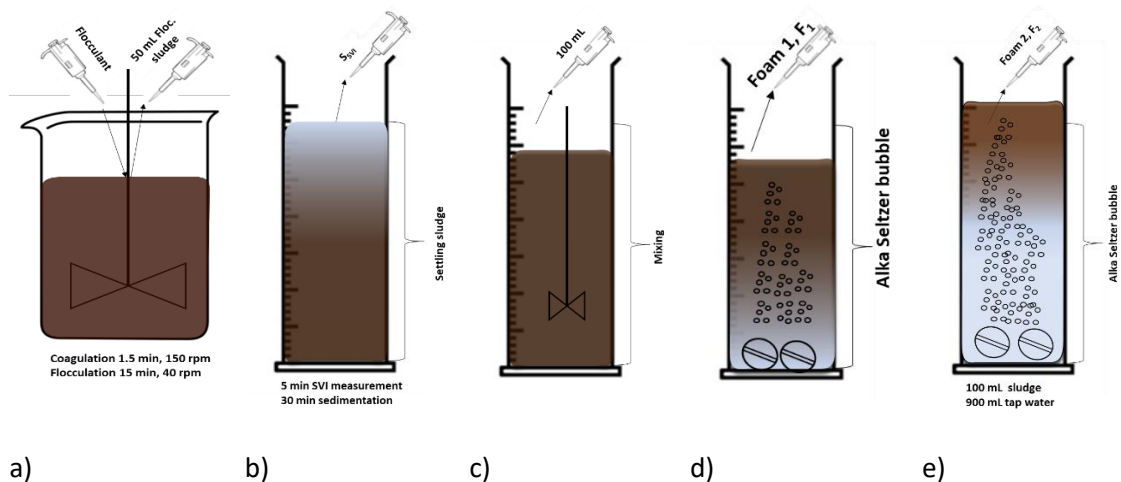 Flocculant
50 mL Floc.
sludge
Coagulation 1.5 min, 150 rpm
Flocculation 15 min, 40 rpm
S_SVI
Settling sludge
5 min SVI measurement
30 min sedimentation
100 mL
Mixing
Foam 1, F₁
Alka Seltzer bubble
Foam 2, F₂
Alka Seltzer bubble
100 mL sludge
900 mL tap water
a) b) c) d) e)